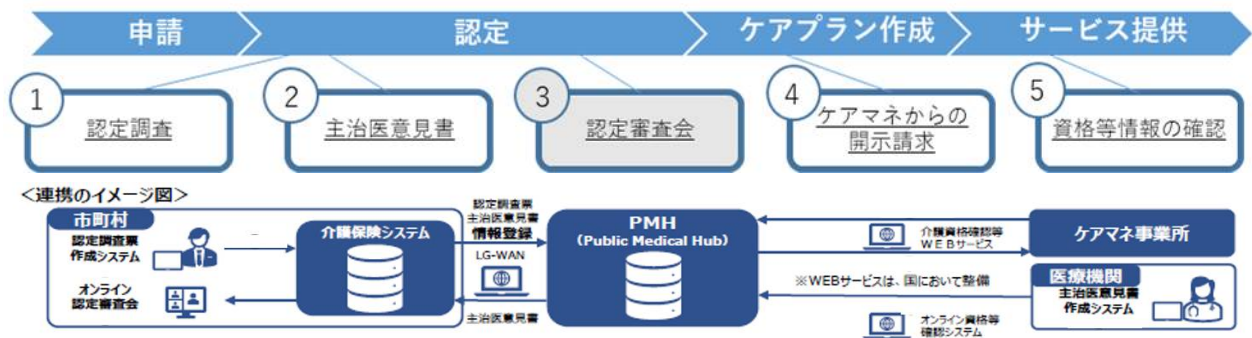 申請
認定
ケアプラン作成
サービス提供
1
認定調査
2
主治医意見書
3
認定審査会
4
ケアマネからの
開示請求
5
資格等情報の確認
<連携のイメージ図>
市町村
認定調査票
作成システム
オンライン
認定審査会
介護保険システム
認定調査票
主治医意見書
情報登録
LG-WAN
主治医意見書
PMH
(Public Medical Hub)
介護資格確認等
WEBサービス
※WEBサービスは、国において整備
オンライン資格等
確認システム
ケアマネ事業所
医療機関
主治医意見書
作成システム